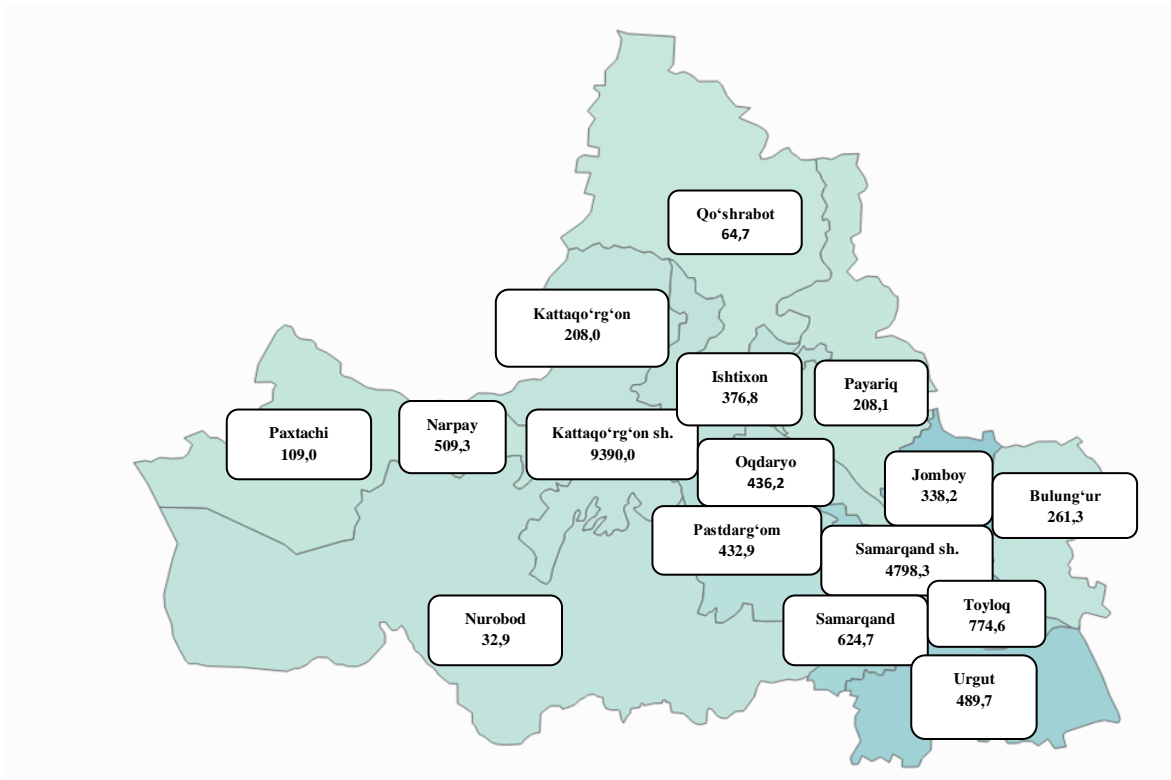 Qo‘shrabot
64,7
Kattaqo‘rg‘on
208,0
Ishtixon
376,8
Payariq
208,1
Paxtachi
109,0
Narpay
509,3
Kattaqo‘rg‘on sh.
9390,0
Oqdaryo
436,2
Jomboy
338,2
Bulung‘ur
261,3
Pastdarg‘om
432,9
Samarqand sh.
4798,3
Nurobod
32,9
Samarqand
624,7
Toyloq
774,6
Urgut
489,7